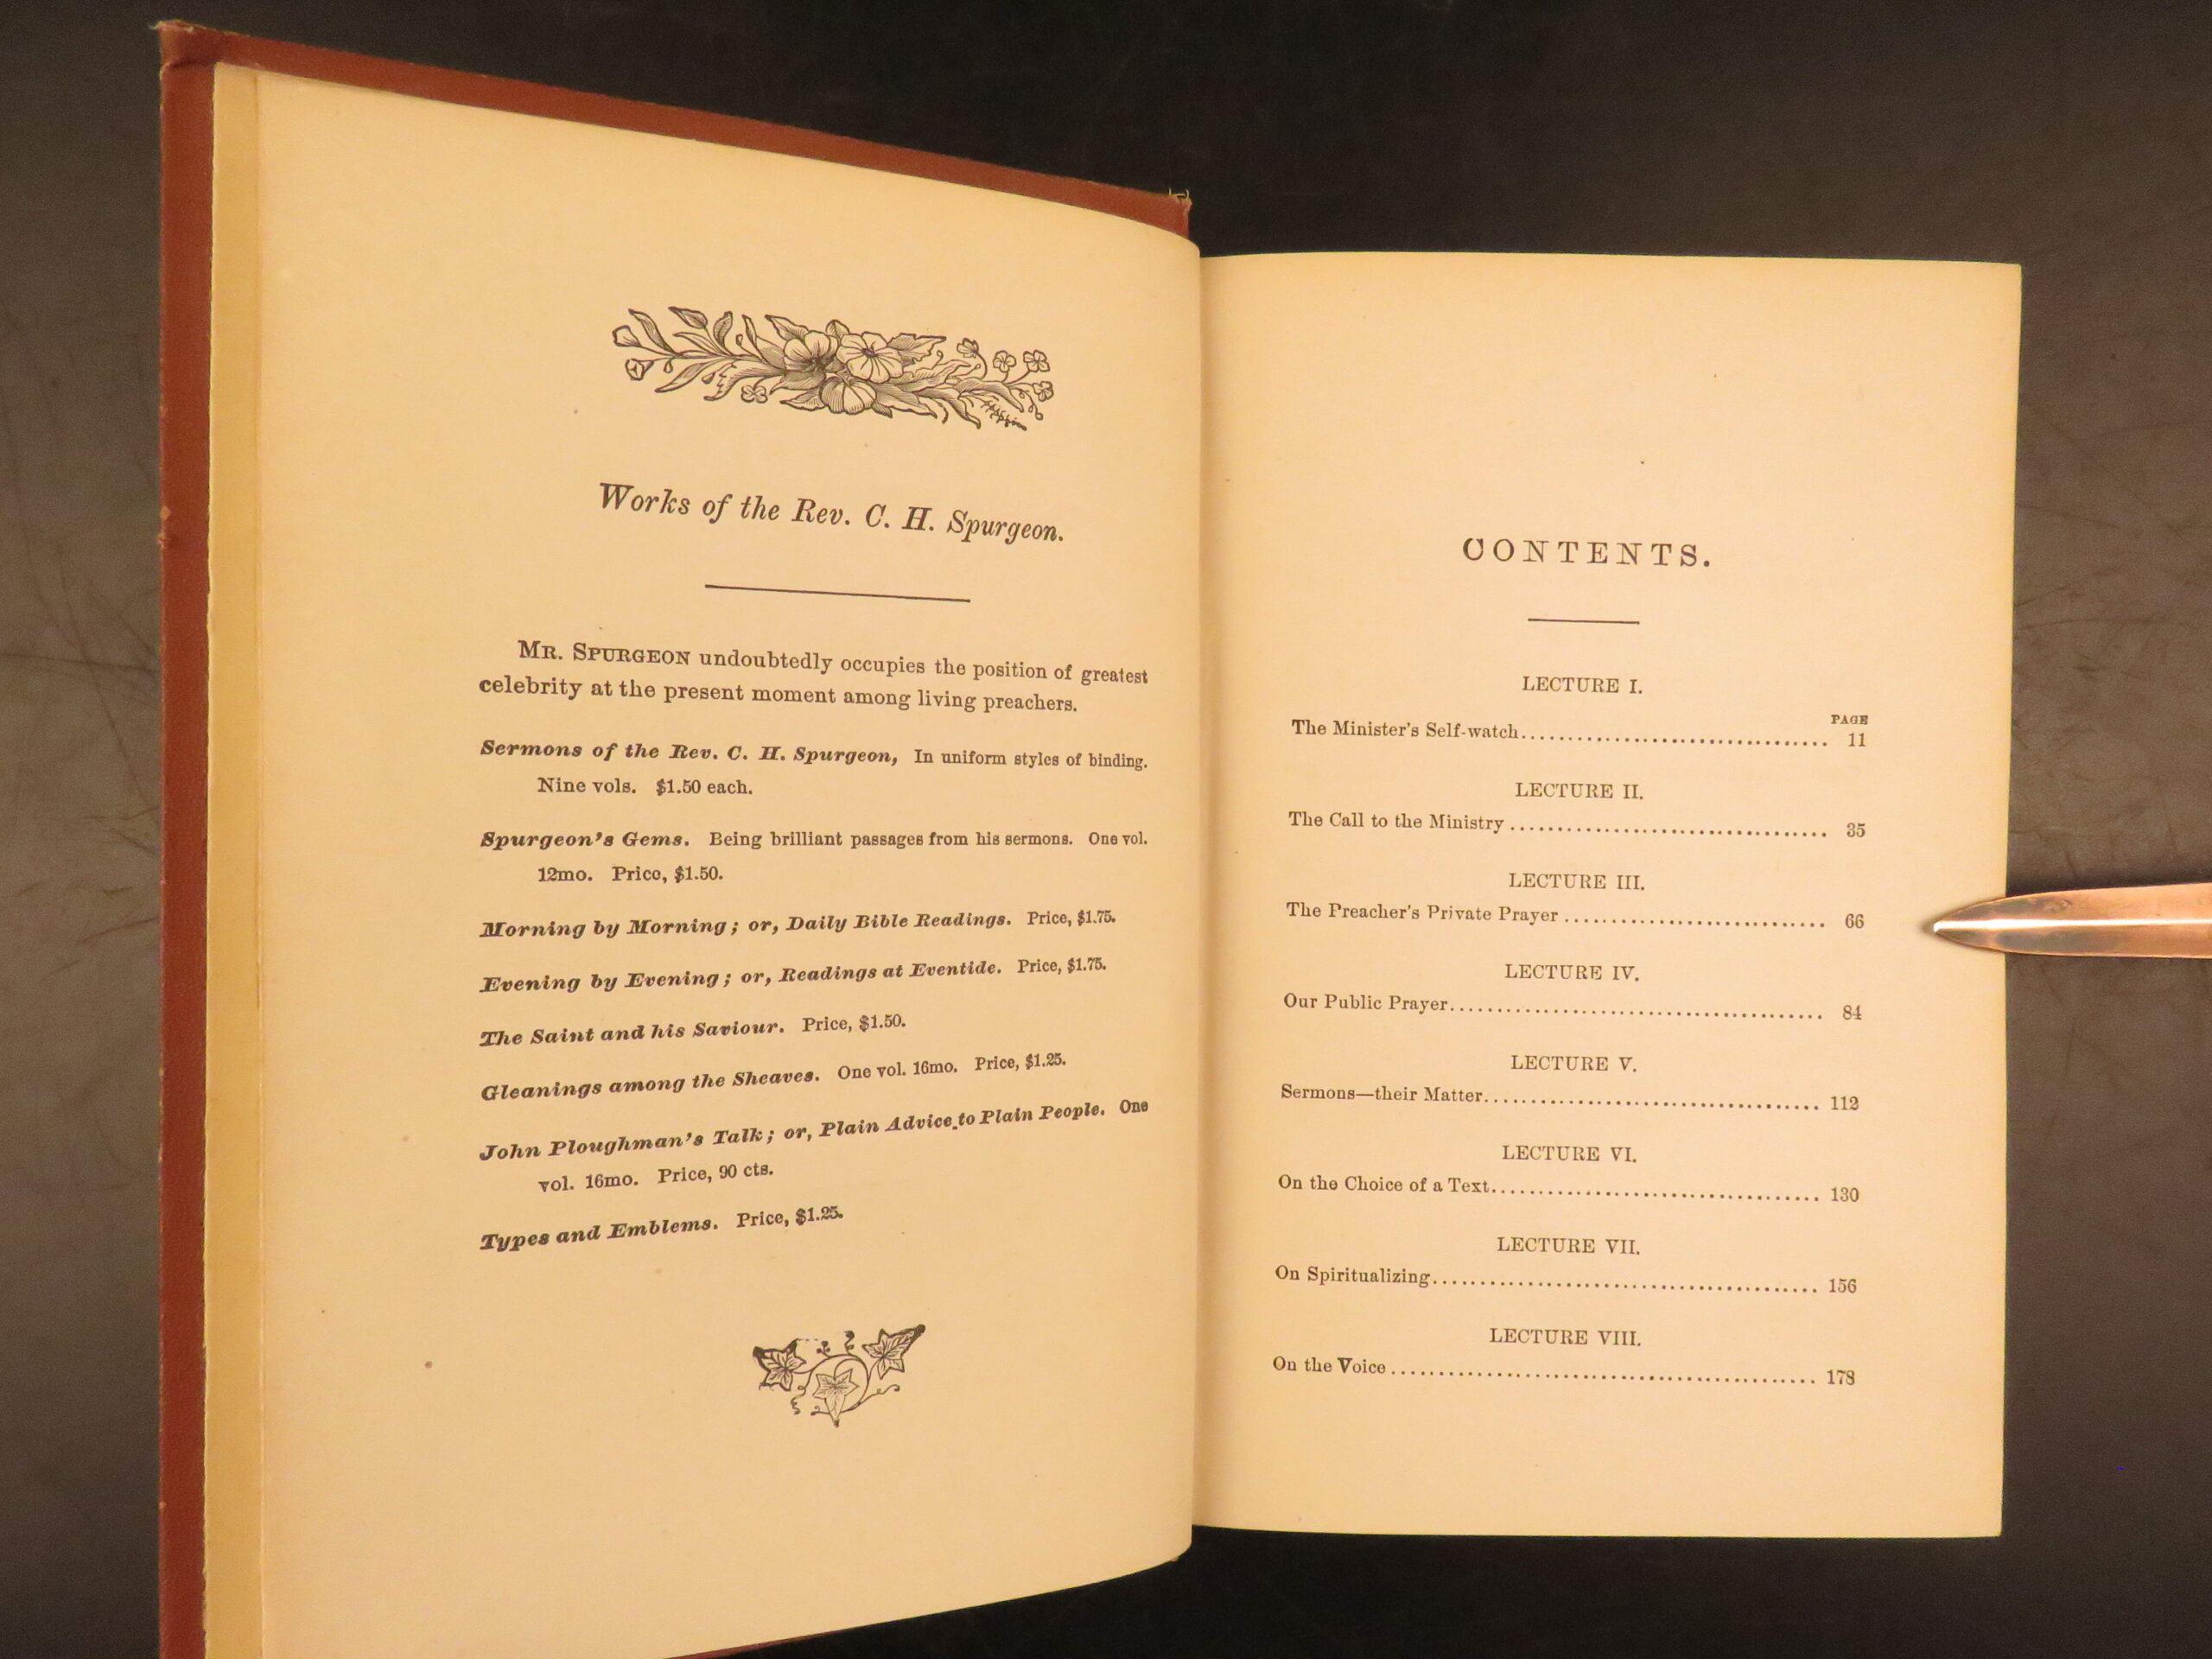 Works of the Rev. C. H. Spurgeon.
MR. SPURGEON undoubtedly occupies the position of greatest
celebrity at the present moment among living preachers.
Sermons of the Rev. C. H. Spurgeon, In uniform styles of binding.
Nine vols. $1.50 each.
Spurgeon's Gems. Being brilliant passages from his sermons. One vol.
12mo. Price, $1.50.
Morning by Morning; or, Daily Bible Readings. Price, $1.75.
Evening by Evening; or, Readings at Eventide. Price, $1.75.
The Saint and his Saviour. Price, $1.50.
Gleanings among the Sheaves. One vol. 16mo. Price, $1.25.
John Ploughman's Talk; or, Plain Advice to Plain People. One
vol. 16mo. Price, 90 cts.
Types and Emblems. Price, $1.25.
CONTENTS.
LECTURE I.
PAGE
The Minister's Self-watch................................. 11
LECTURE II.
The Call to the Ministry.................................. 35
LECTURE III.
The Preacher's Private Prayer............................ 66
LECTURE IV.
Our Public Prayer........................................ 84
LECTURE V.
Sermons—their Matter.................................... 112
LECTURE VI.
On the Choice of a Text................................... 130
LECTURE VII.
On Spiritualizing......................................... 156
LECTURE VIII.
On the Voice............................................. 178